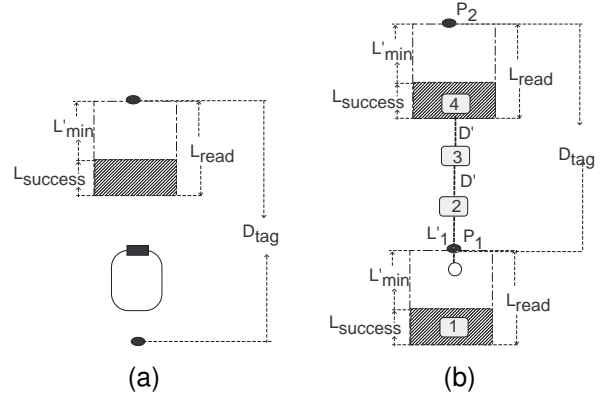 L'min
Lsuccess
Lread
Dtag
(a)
P2
L'min
Lread
Lsuccess
4
D'
3
Dtag
D'
2
L'1
P1
L'min
Lread
Lsuccess
1
(b)